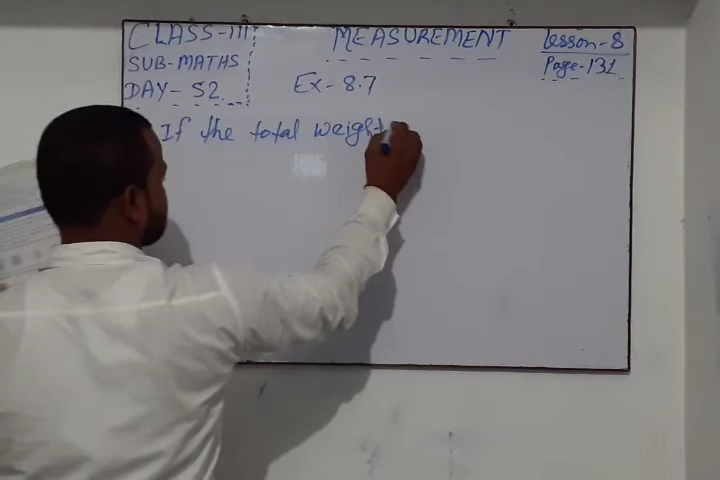 CLASS-III
SUB-MATHS
DAY- 52
MEASUREMENT
Ex- 8.7
Lesson-8
Page-131
If the total weight